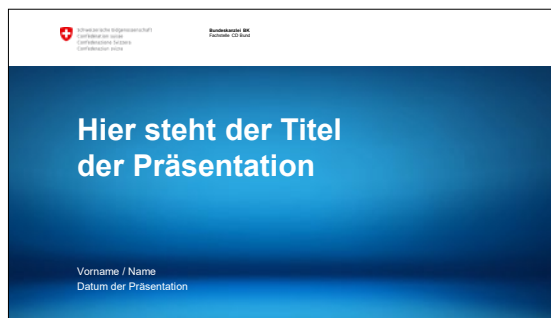 Schweizerische Eidgenossenschaft
Confédération suisse
Confederazione Svizzera
Confederaziun svizra
Bundeskanzlei BK
Fachstelle CD Bund
Hier steht der Titel
der Präsentation
Vorname / Name
Datum der Präsentation